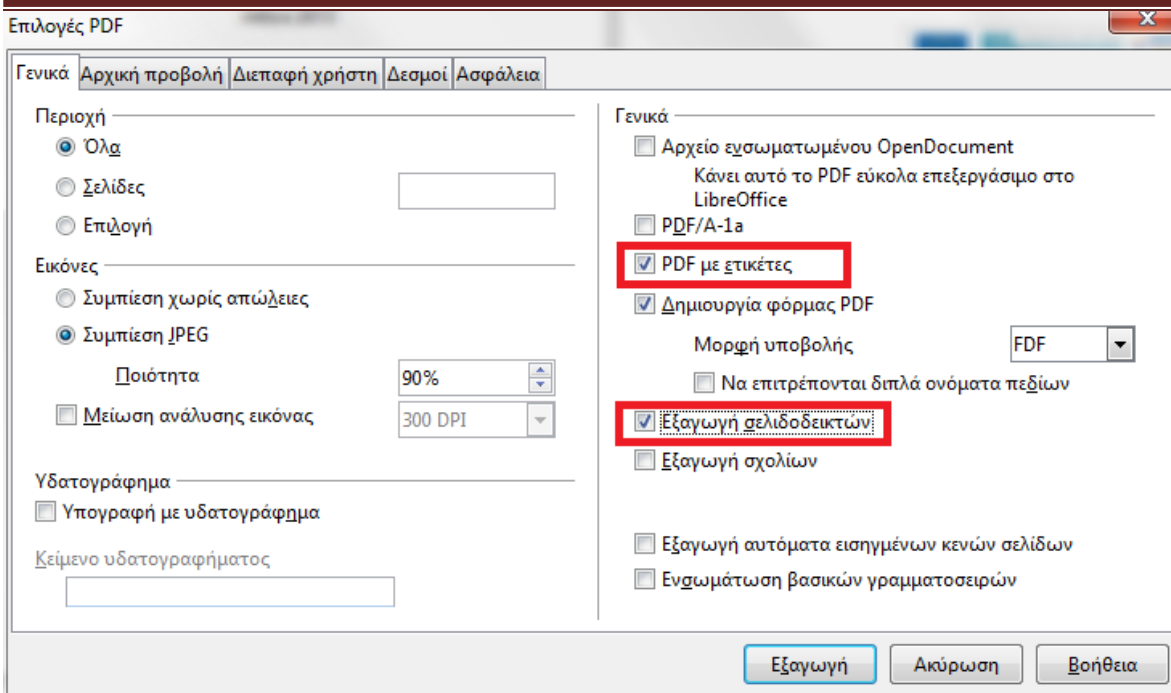 Επιλογές PDF
Γενικά Αρχική προβολή Διεπαφή χρήστη Δεσμοί Ασφάλεια
Περιοχή
Όλα
Σελίδες
Επιλογή
Εικόνες
Συμπίεση χωρίς απώλειες
Συμπίεση JPEG
Ποιότητα 90%
Μείωση ανάλυσης εικόνας 300 DPI
Υδατογράφημα
Υπογραφή με υδατογράφημα
Κείμενο υδατογραφήματος
Γενικά
Αρχείο ενσωματωμένου OpenDocument
Κάνει αυτό το PDF εύκολα επεξεργάσιμο στο
LibreOffice
PDF/A-1a
PDF με ετικέτες
Δημιουργία φόρμας PDF
Μορφή υποβολής FDF
Να επιτρέπονται διπλά ονόματα πεδίων
Εξαγωγή σελιδοδεικτών
Εξαγωγή σχολίων
Εξαγωγή αυτόματα εισηγμένων κενών σελίδων
Ενσωμάτωση βασικών γραμματοσειρών
Εξαγωγή Ακύρωση Βοήθεια